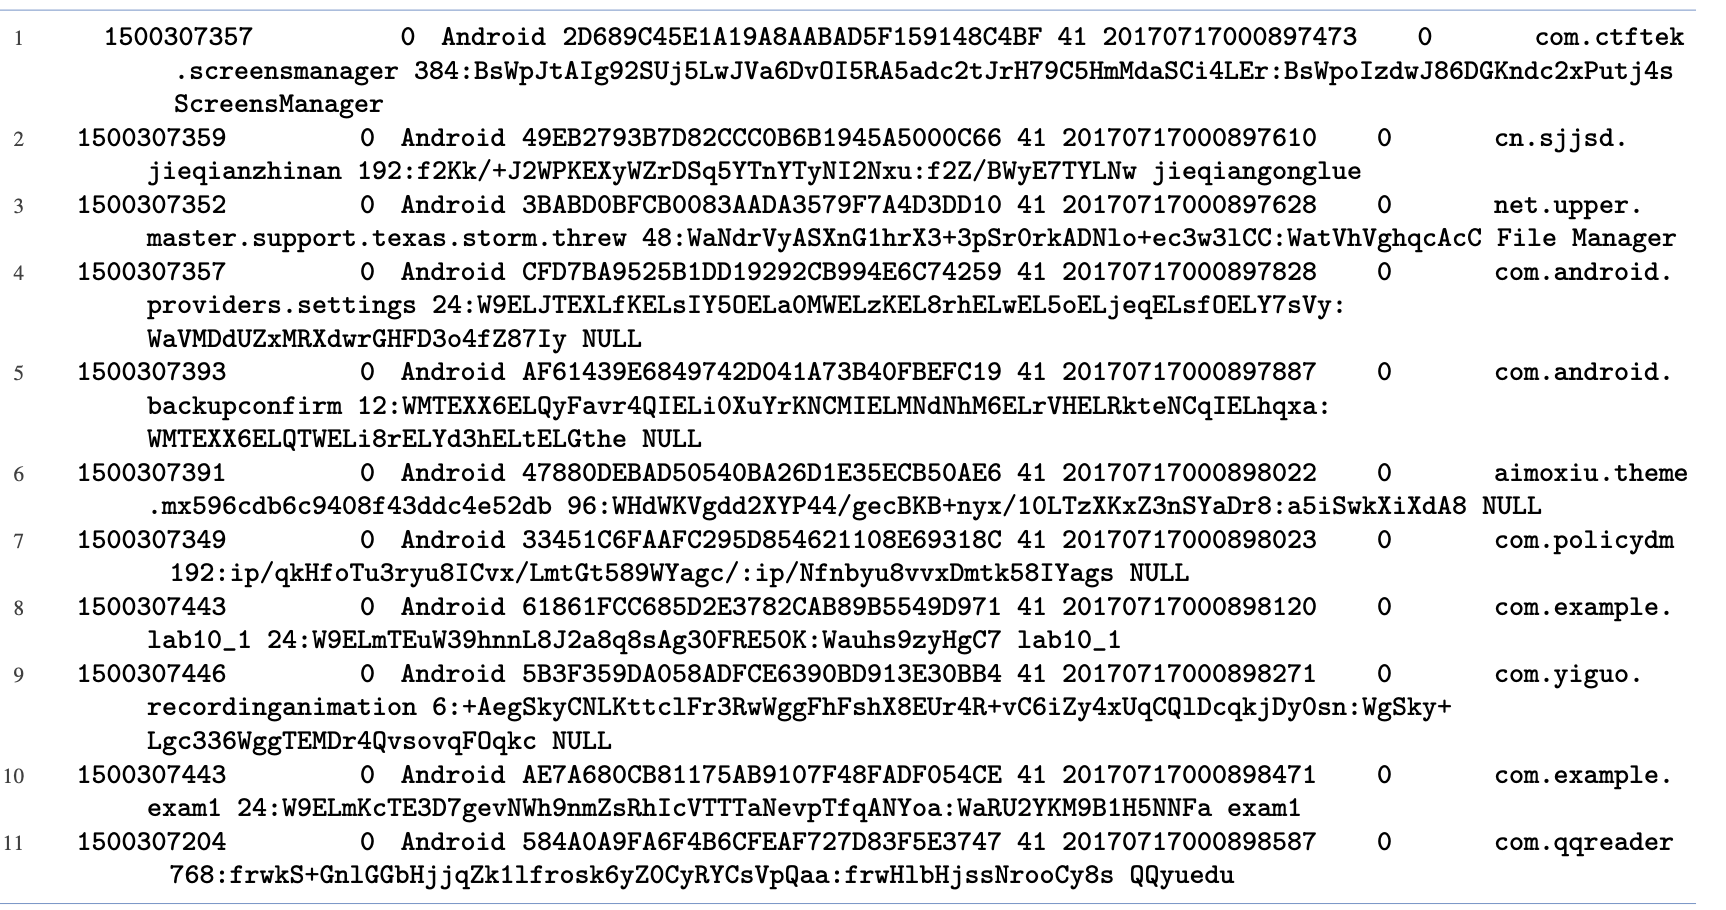 1 1500307357 0 Android 2D689C45E1A19A8AABAD5F159148C4BF 41 20170717000897473 0 com.ctftek
.screensmanager 384:BsWpJtAIg92SUj5LwJVa6DvOI5RA5adc2tJrH79C5HmMdaSCi4LEr:BsWpoIzdwJ86DGKndc2xPutj4s
ScreensManager
2 1500307359 0 Android 49EB2793B7D82CCC0B6B1945A5000C66 41 20170717000897610 0 cn.sjjsd.
jieqianzhinan 192:f2Kk/+J2WPKEXyWZrDSq5YTnYTyNI2Nxu:f2Z/BWyE7TYLNw jieqiangonglue
3 1500307352 0 Android 3BABD0BFCB0083AADA3579F7A4D3DD10 41 20170717000897628 0 net.upper.
master.support.texas.storm.threw 48:WaNdrVyASXnG1hrX3+3pSrOrkADNlo+ec3w3lCC:WatVhVghqcAcC File Manager
4 1500307357 0 Android CFD7BA9525B1DD19292CB994E6C74259 41 20170717000897828 0 com.android.
providers.settings 24:W9ELJTEXLfKELsIY5OELa0MWELzKEL8rhELwEL5oELjeqELsfOELY7sVy:
WaVMDdUZxMRXdwrGHFD3o4fZ87Iy NULL
5 1500307393 0 Android AF61439E6849742D041A73B40FBEFC19 41 20170717000897887 0 com.android.
backupconfirm 12:WMTEXX6ELQyFavr4QIELi0XuYrKNCMIELMNdNhM6ELrVHELRkteNCqIELhqxa:
WMTEXX6ELQTWELi8rELYd3hELtELGthe NULL
6 1500307391 0 Android 47880DEBAD50540BA26D1E35ECB50AE6 41 20170717000898022 0 aimoxiu.theme
.mx596cdb6c9408f43ddc4e52db 96:WHdWKVgdd2XYP44/gecBKB+nyx/10LTzXKxZ3nSYaDr8:a5iSwkXiXdA8 NULL
7 1500307349 0 Android 33451C6FAAFC295D854621108E69318C 41 20170717000898023 0 com.policydm
192:ip/qkHfoTu3ryu8ICvx/LmtGt589WYagc/:ip/Nfnbyu8vvxDmtk58IYags NULL
8 1500307443 0 Android 61861FCC685D2E3782CAB89B5549D971 41 20170717000898120 0 com.example.
lab10_1 24:W9ELmTEuW39hnnL8J2a8q8sAg30FRE50K:Wauhs9zyHgC7 lab10_1
9 1500307446 0 Android 5B3F359DA058ADFCE6390BD913E30BB4 41 20170717000898271 0 com.yiguo.
recordinganimation 6:+AegSkyCNLKttclFr3RwWggFhFshX8EUr4R+vC6iZy4xUqCQlDcqkjDy0sn:WgSky+
Lgc336WggTEMDr4QvsovqFOqkc NULL
10 1500307443 0 Android AE7A680CB81175AB9107F48FADF054CE 41 20170717000898471 0 com.example.
exam1 24:W9ELmKcTE3D7gevNWh9nmZsRhIcVTTTaNevpTfqANYoa:WaRU2YKM9B1H5NNFa exam1
11 1500307204 0 Android 584A0A9FA6F4B6CFEAF727D83F5E3747 41 20170717000898587 0 com.qqreader
768:frwkS+GnlGGbHjjqZk1lfrosk6yZ0CyRYCsVpQaa:frwHlbHjssNrooCy8s QQyuedu